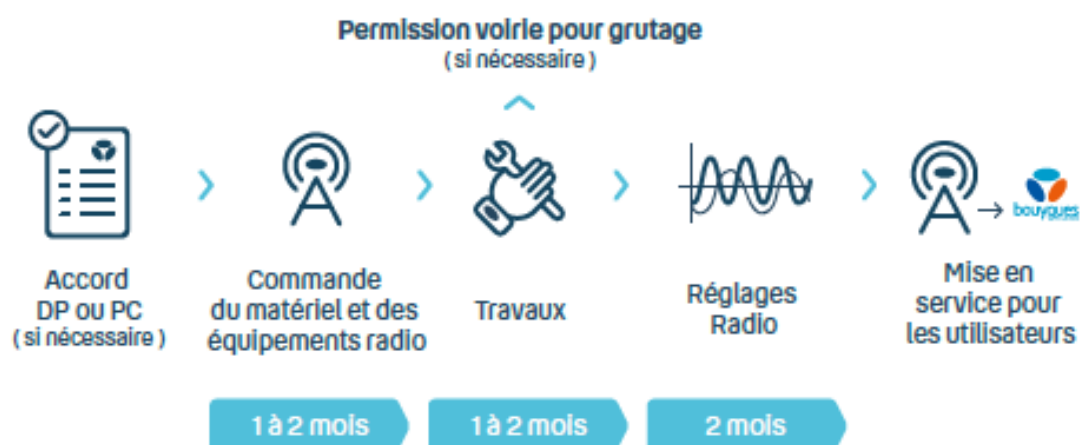 Permission voirie pour grutage
( si nécessaire )
Accord
DP ou PC
( si nécessaire )
Commande
du matériel et des
équipements radio
Travaux
Réglages
Radio
bouygues
Mise en
service pour
les utilisateurs
1 à 2 mois
1 à 2 mois
2 mois